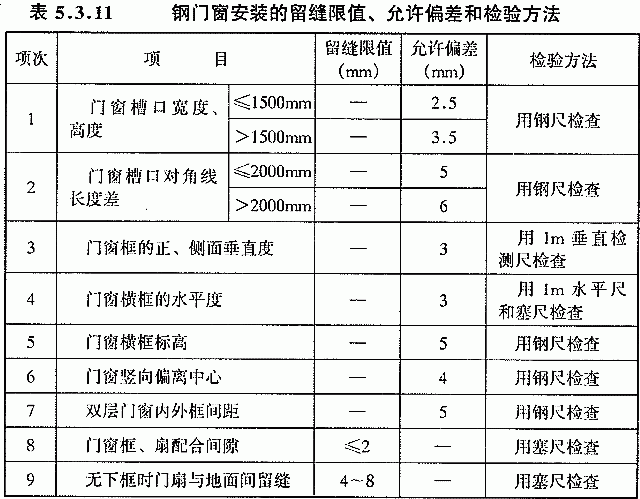 表 5.3.11 钢门窗安装的留缝限值、允许偏差和检验方法
项次 项 目 留缝限值(mm) 允许偏差(mm) 检验方法
1 门窗槽口宽度、高度 ≤1500mm — 2.5 用钢尺检查
>1500mm — 3.5
2 门窗槽口对角线长度差 ≤2000mm — 5 用钢尺检查
>2000mm — 6
3 门窗框的正、侧面垂直度 — 3 用 1m 垂直检测尺检查
4 门窗横框的水平度 — 3 用 1m 水平尺和塞尺检查
5 门窗横框标高 — 5 用钢尺检查
6 门窗竖向偏离中心 — 4 用钢尺检查
7 双层门窗内外框间距 — 5 用钢尺检查
8 门窗框、扇配合间隙 ≤2 — 用塞尺检查
9 无下框时门扇与地面间留缝 4~8 — 用塞尺检查